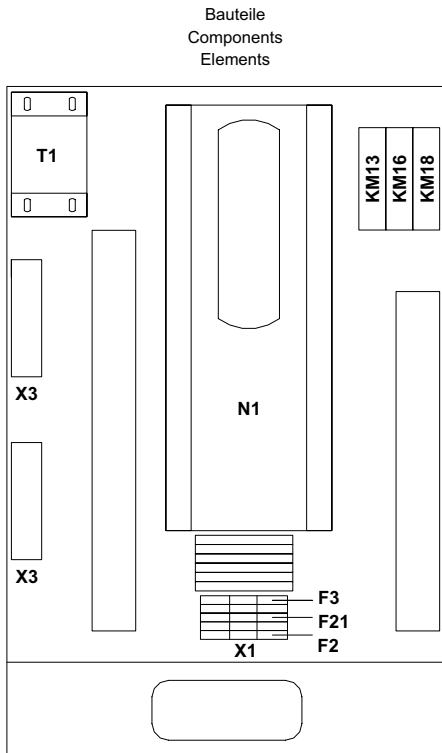 Bauteile
Components
Elements
T1
KM13
KM16
KM18
X3
N1
X3
F3
F21
F2
X1